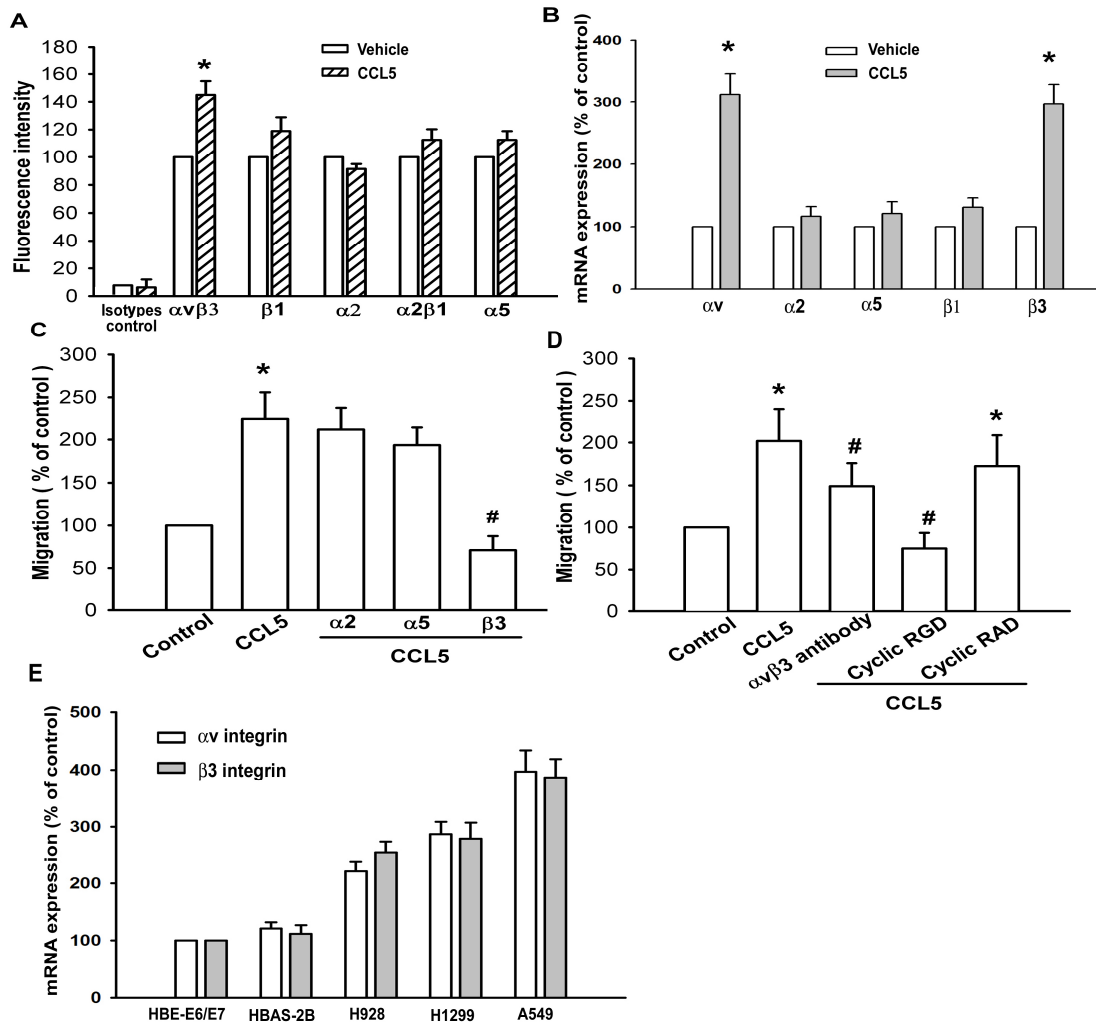 A
Fluorescence intensity
180
160
140
120
100
80
60
40
20
0
Vehicle
CCL5
*
Isotypes control
αvβ3
β1
α2
α2β1
α5
B
mRNA expression (% of control)
400
300
200
100
0
Vehicle
CCL5
*
*
αv
α2
α5
β1
β3
C
Migration ( % of control )
300
250
200
150
100
50
0
*
#
Control
CCL5
α2
α5
β3
CCL5
D
Migration ( % of control )
300
250
200
150
100
50
0
*
#
#
*
Control
CCL5
αvβ3 antibody
Cyclic RGD
Cyclic RAD
CCL5
E
mRNA expression (% of control)
500
400
300
200
100
0
αv integrin
β3 integrin
HBE-E6/E7
HBAS-2B
H928
H1299
A549